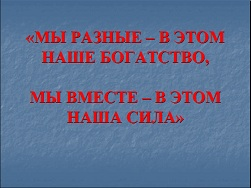 «МЫ РАЗНЫЕ – В ЭТОМ
НАШЕ БОГАТСТВО,
МЫ ВМЕСТЕ – В ЭТОМ
НАША СИЛА»